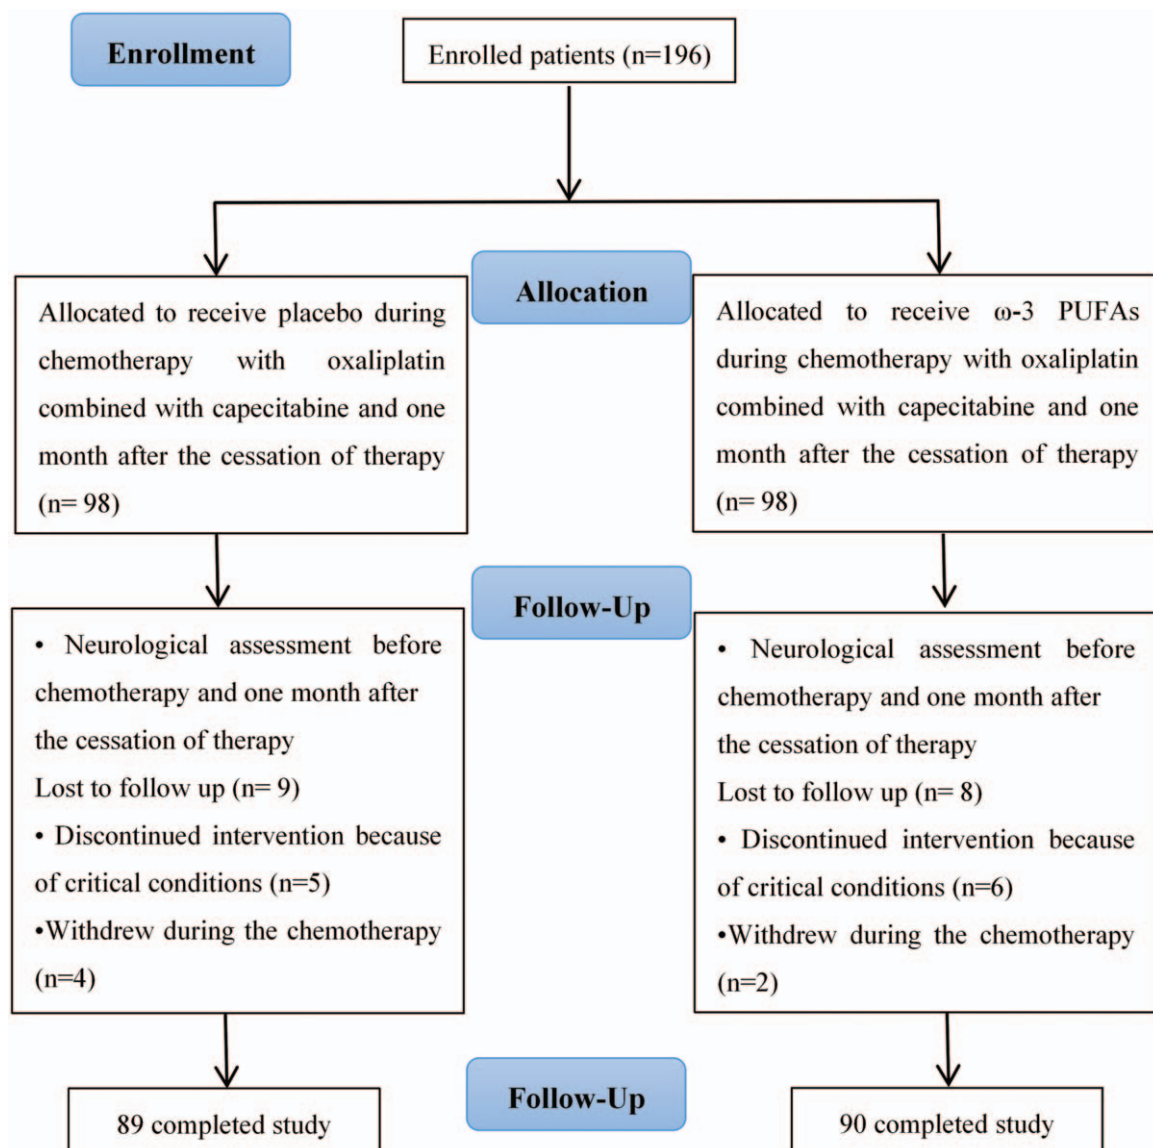 Enrollment
Enrolled patients (n=196)
Allocation
Allocated to receive placebo during
chemotherapy with oxaliplatin
combined with capecitabine and one
month after the cessation of therapy
(n= 98)
Allocated to receive ω-3 PUFAs
during chemotherapy with oxaliplatin
combined with capecitabine and one
month after the cessation of therapy
(n= 98)
Follow-Up
• Neurological assessment before
chemotherapy and one month after
the cessation of therapy
Lost to follow up (n= 9)
• Discontinued intervention because
of critical conditions (n=5)
•Withdrew during the chemotherapy
(n=4)
• Neurological assessment before
chemotherapy and one month after
the cessation of therapy
Lost to follow up (n= 8)
• Discontinued intervention because
of critical conditions (n=6)
•Withdrew during the chemotherapy
(n=2)
Follow-Up
89 completed study
90 completed study